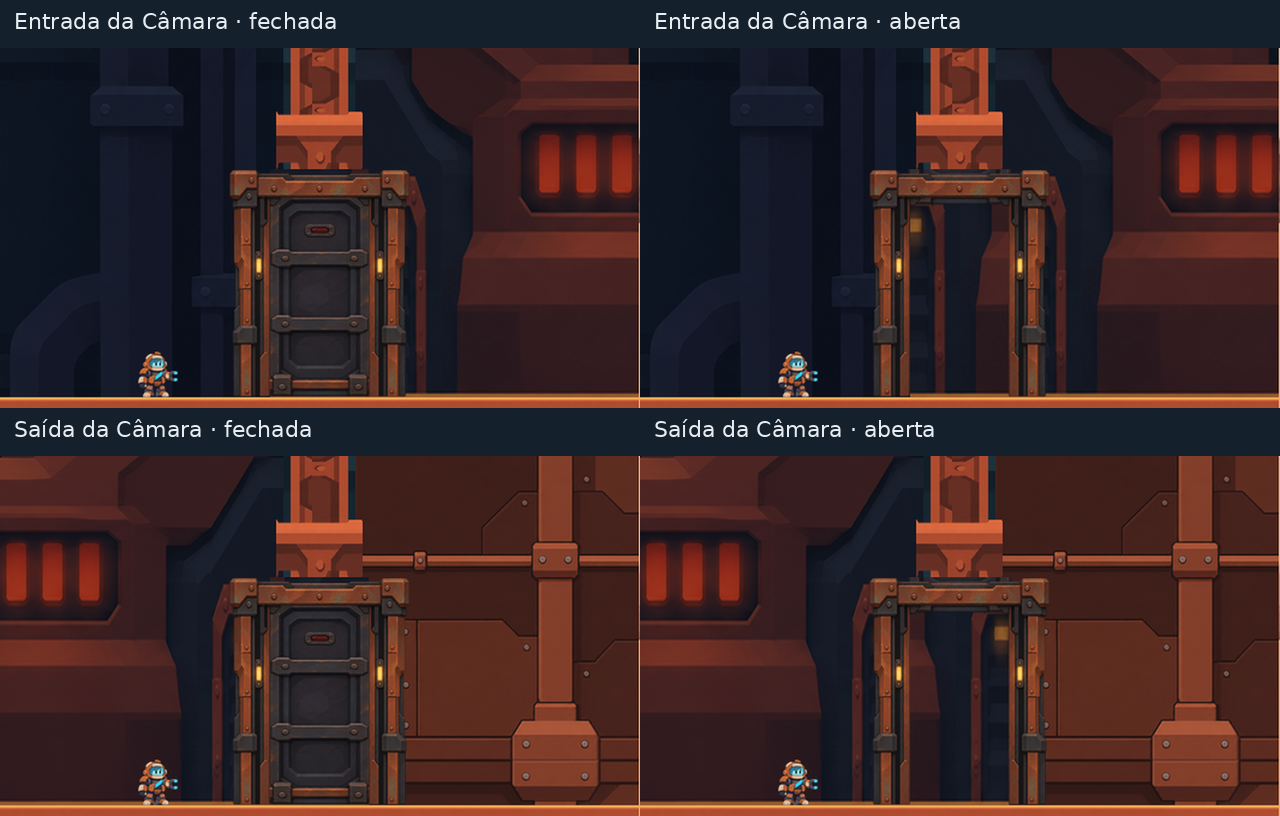 Entrada da Câmara · fechada
Entrada da Câmara · aberta
Saída da Câmara · fechada
Saída da Câmara · aberta